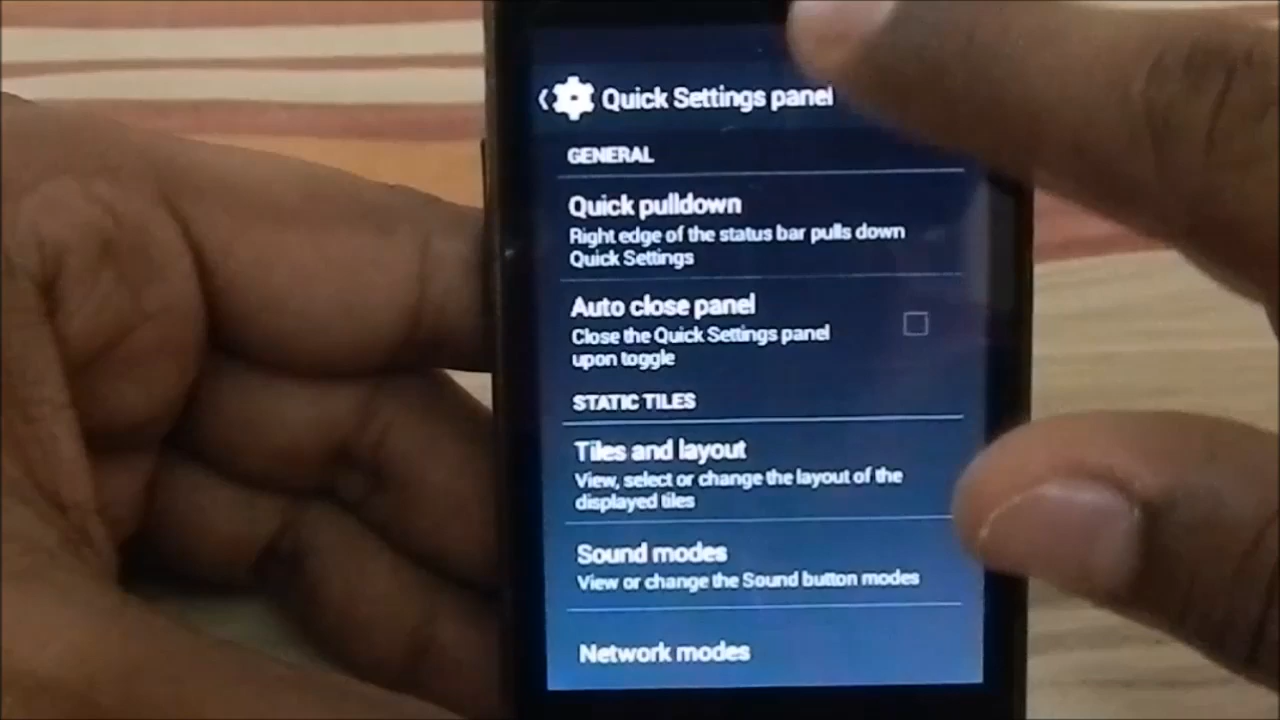 Quick Settings panel
GENERAL
Quick pulldown
Right edge of the status bar pulls down
Quick Settings
Auto close panel
Close the Quick Settings panel
upon toggle
STATIC TILES
Tiles and layout
View, select or change the layout of the
displayed tiles
Sound modes
View or change the Sound button modes
Network modes